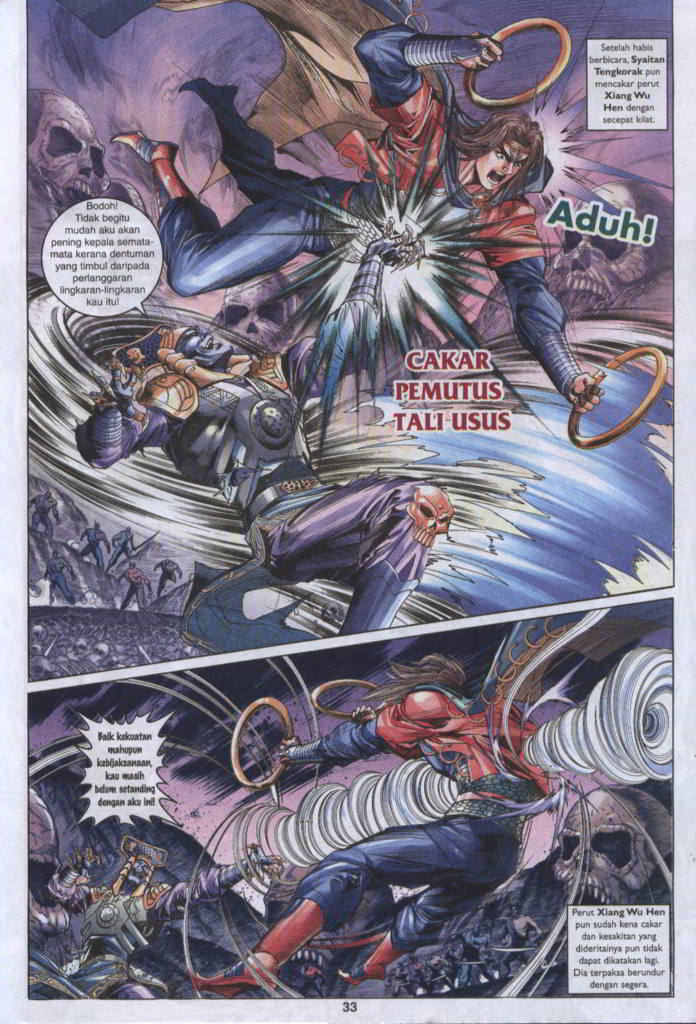 Setelah habis
berbicara, Syaitan
Tengkorak pun
mencakar perut
Xiang Wu
Hen dengan
secepat kilat.
Aduh!
Bodoh!
Tidak begitu
mudah aku akan
pening kepala semata-
mata kerana dentuman
yang timbul daripada
perlanggaran
lingkaran-lingkaran
kau itu!
CAKAR
PEMUTUS
TALI USUS
Baik kekuatan
mahupun
kebijaksanaan,
kau masih
belum setanding
dengan aku ini!
Perut Xiang Wu Hen
pun sudah kena cakar
dan kesakitan yang
dideritainya pun tidak
dapat dikatakan lagi.
Dia terpaksa berundur
dengan segera.
33